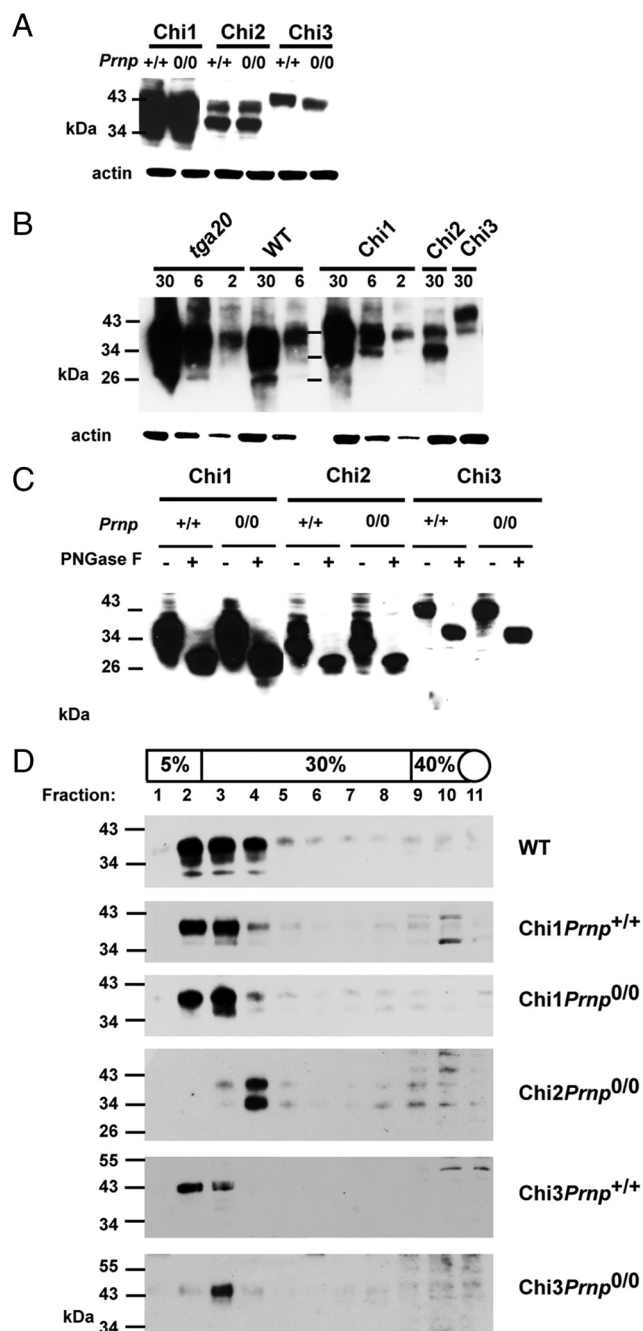 A
Chi1 Chi2 Chi3
Prnp +/+ 0/0 +/+ 0/0 +/+ 0/0
43
kDa
34
actin
B
tga20 WT Chi1 Chi2 Chi3
30 6 2 30 6 30 6 2 30 30
43
34
kDa 26
actin
C
Chi1 Chi2 Chi3
Prnp +/+ 0/0 +/+ 0/0 +/+ 0/0
PNGase F - + - + - + - + - + - +
43
34
26
kDa
D
5% 30% 40%
Fraction: 1 2 3 4 5 6 7 8 9 10 11
43
34
WT
43
34
Chi1Prnp+/+
43
34
Chi1Prnp0/0
43
34
26
Chi2Prnp0/0
55
43
34
Chi3Prnp+/+
55
43
kDa 34
Chi3Prnp0/0